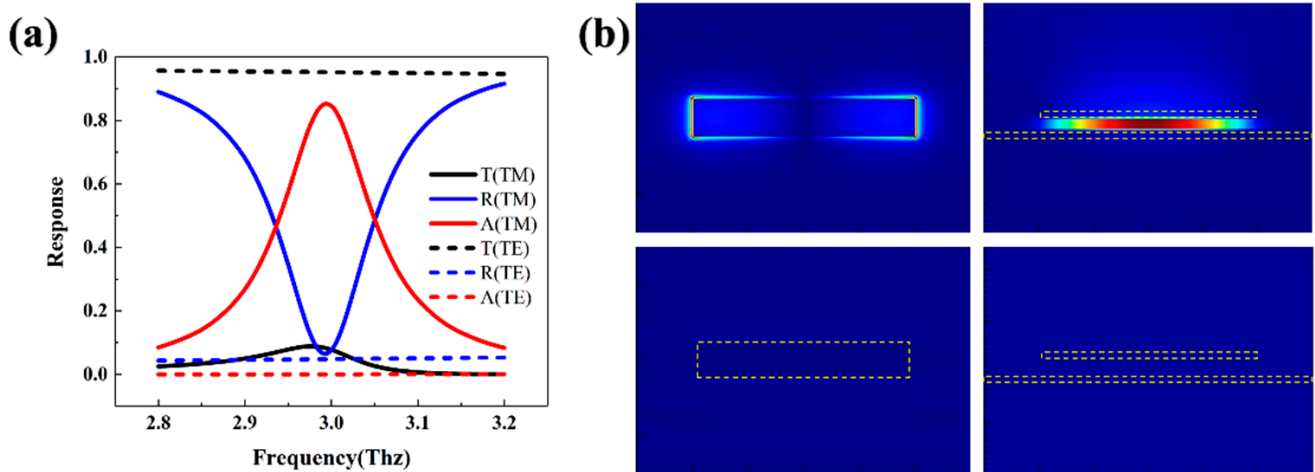 (a)
(b)
1.0
0.8
0.6
0.4
0.2
0.0
Response
T(TM)
R(TM)
A(TM)
T(TE)
R(TE)
A(TE)
2.8 2.9 3.0 3.1 3.2
Frequency(Thz)